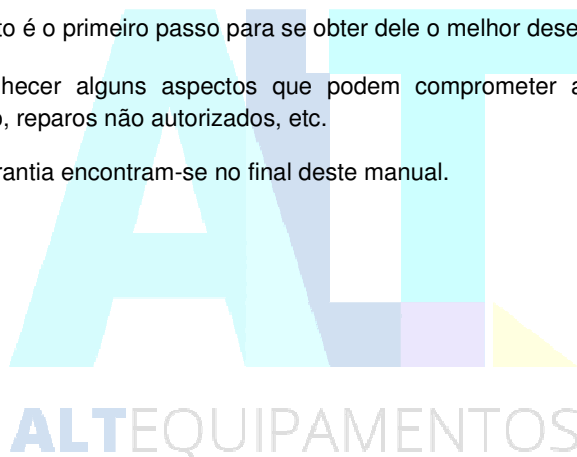 to é o primeiro passo para se obter dele o melhor dese
hecer alguns aspectos que podem comprometer a
o, reparos não autorizados, etc.
rantia encontram-se no final deste manual.
ALT
ALTEQUIPAMENTOS